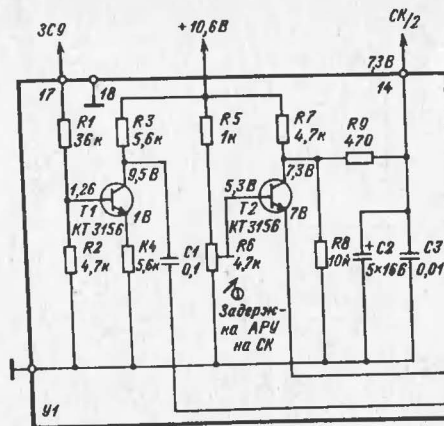 ЗС9
+10,6В
СК/2
17
18
7,3В
14
R1
36к
R3
5,6к
R5
1к
R7
4,7к
R9
470
9,5В
7,3В
1,26
Т1
КТ3156
1В
5,3В
Т2
КТ3156
7В
R2
4,7к
R4
5,6к
С1
0,1
R6
4,7к
R8
10к
+ С2
5×16В
С3
0,01
1
Задерж-
ка АРУ
на СК
У1